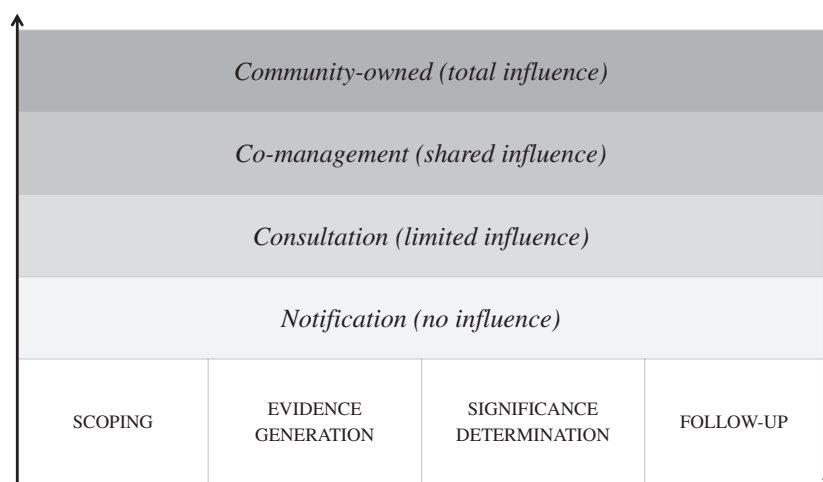 Community-owned (total influence)
Co-management (shared influence)
Consultation (limited influence)
Notification (no influence)
SCOPING
EVIDENCE
GENERATION
SIGNIFICANCE
DETERMINATION
FOLLOW-UP